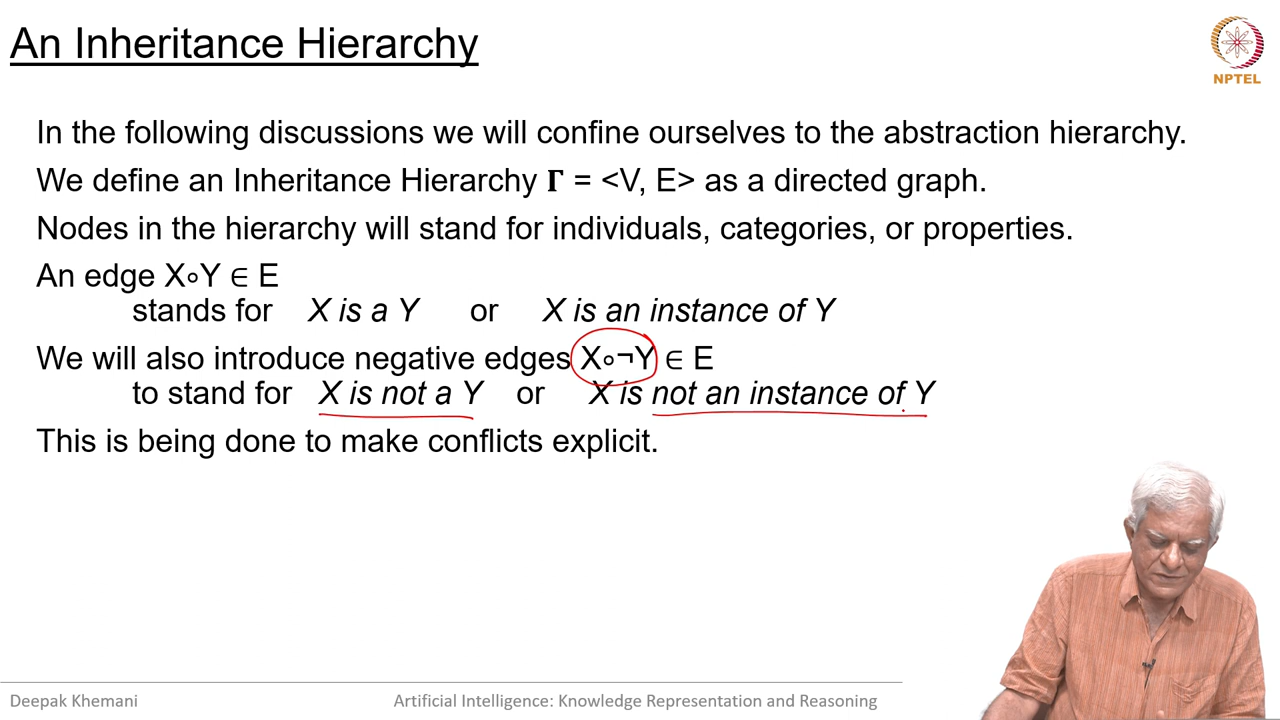 An Inheritance Hierarchy
NPTEL
In the following discussions we will confine ourselves to the abstraction hierarchy.
We define an Inheritance Hierarchy Γ = <V, E> as a directed graph.
Nodes in the hierarchy will stand for individuals, categories, or properties.
An edge X∘Y ∈ E
stands for X is a Y or X is an instance of Y
We will also introduce negative edges X∘¬Y ∈ E
to stand for X is not a Y or X is not an instance of Y
This is being done to make conflicts explicit.
Deepak Khemani Artificial Intelligence: Knowledge Representation and Reasoning